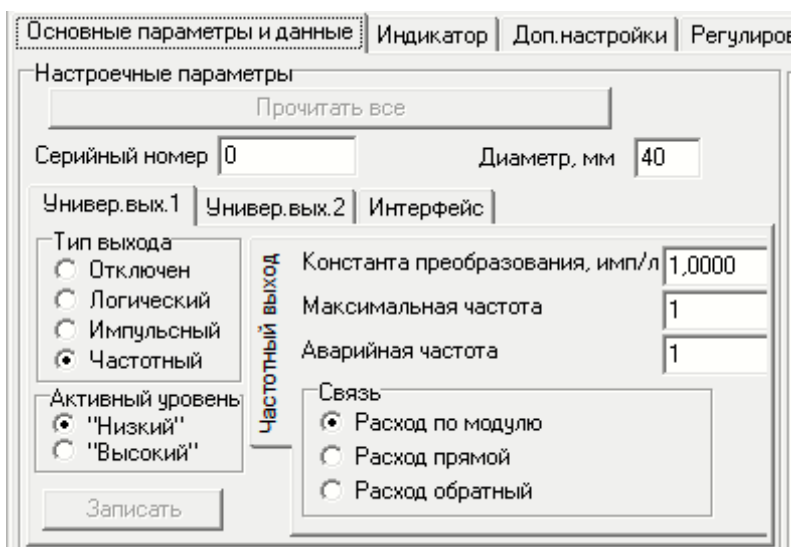 Основные параметры и данные Индикатор Доп.настройки Регулиров
Настроечные параметры
Прочитать все
Серийный номер 0 Диаметр, мм 40
Универ.вых.1 Универ.вых.2 Интерфейс
Тип выхода
Отключен
Логический
Импульсный
Частотный
Активный уровень
"Низкий"
"Высокий"
Записать
Частотный выход
Константа преобразования, имп/л 1,0000
Максимальная частота 1
Аварийная частота 1
Связь
Расход по модулю
Расход прямой
Расход обратный